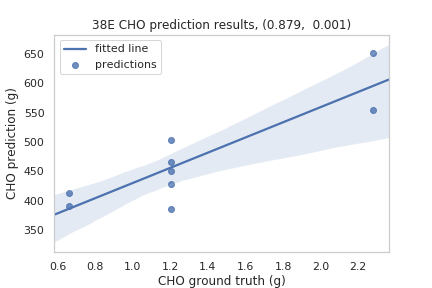 38E CHO prediction results, (0.879,  0.001)
fitted line
predictions
CHO prediction (g)
650
600
550
500
450
400
350
0.6 0.8 1.0 1.2 1.4 1.6 1.8 2.0 2.2
CHO ground truth (g)